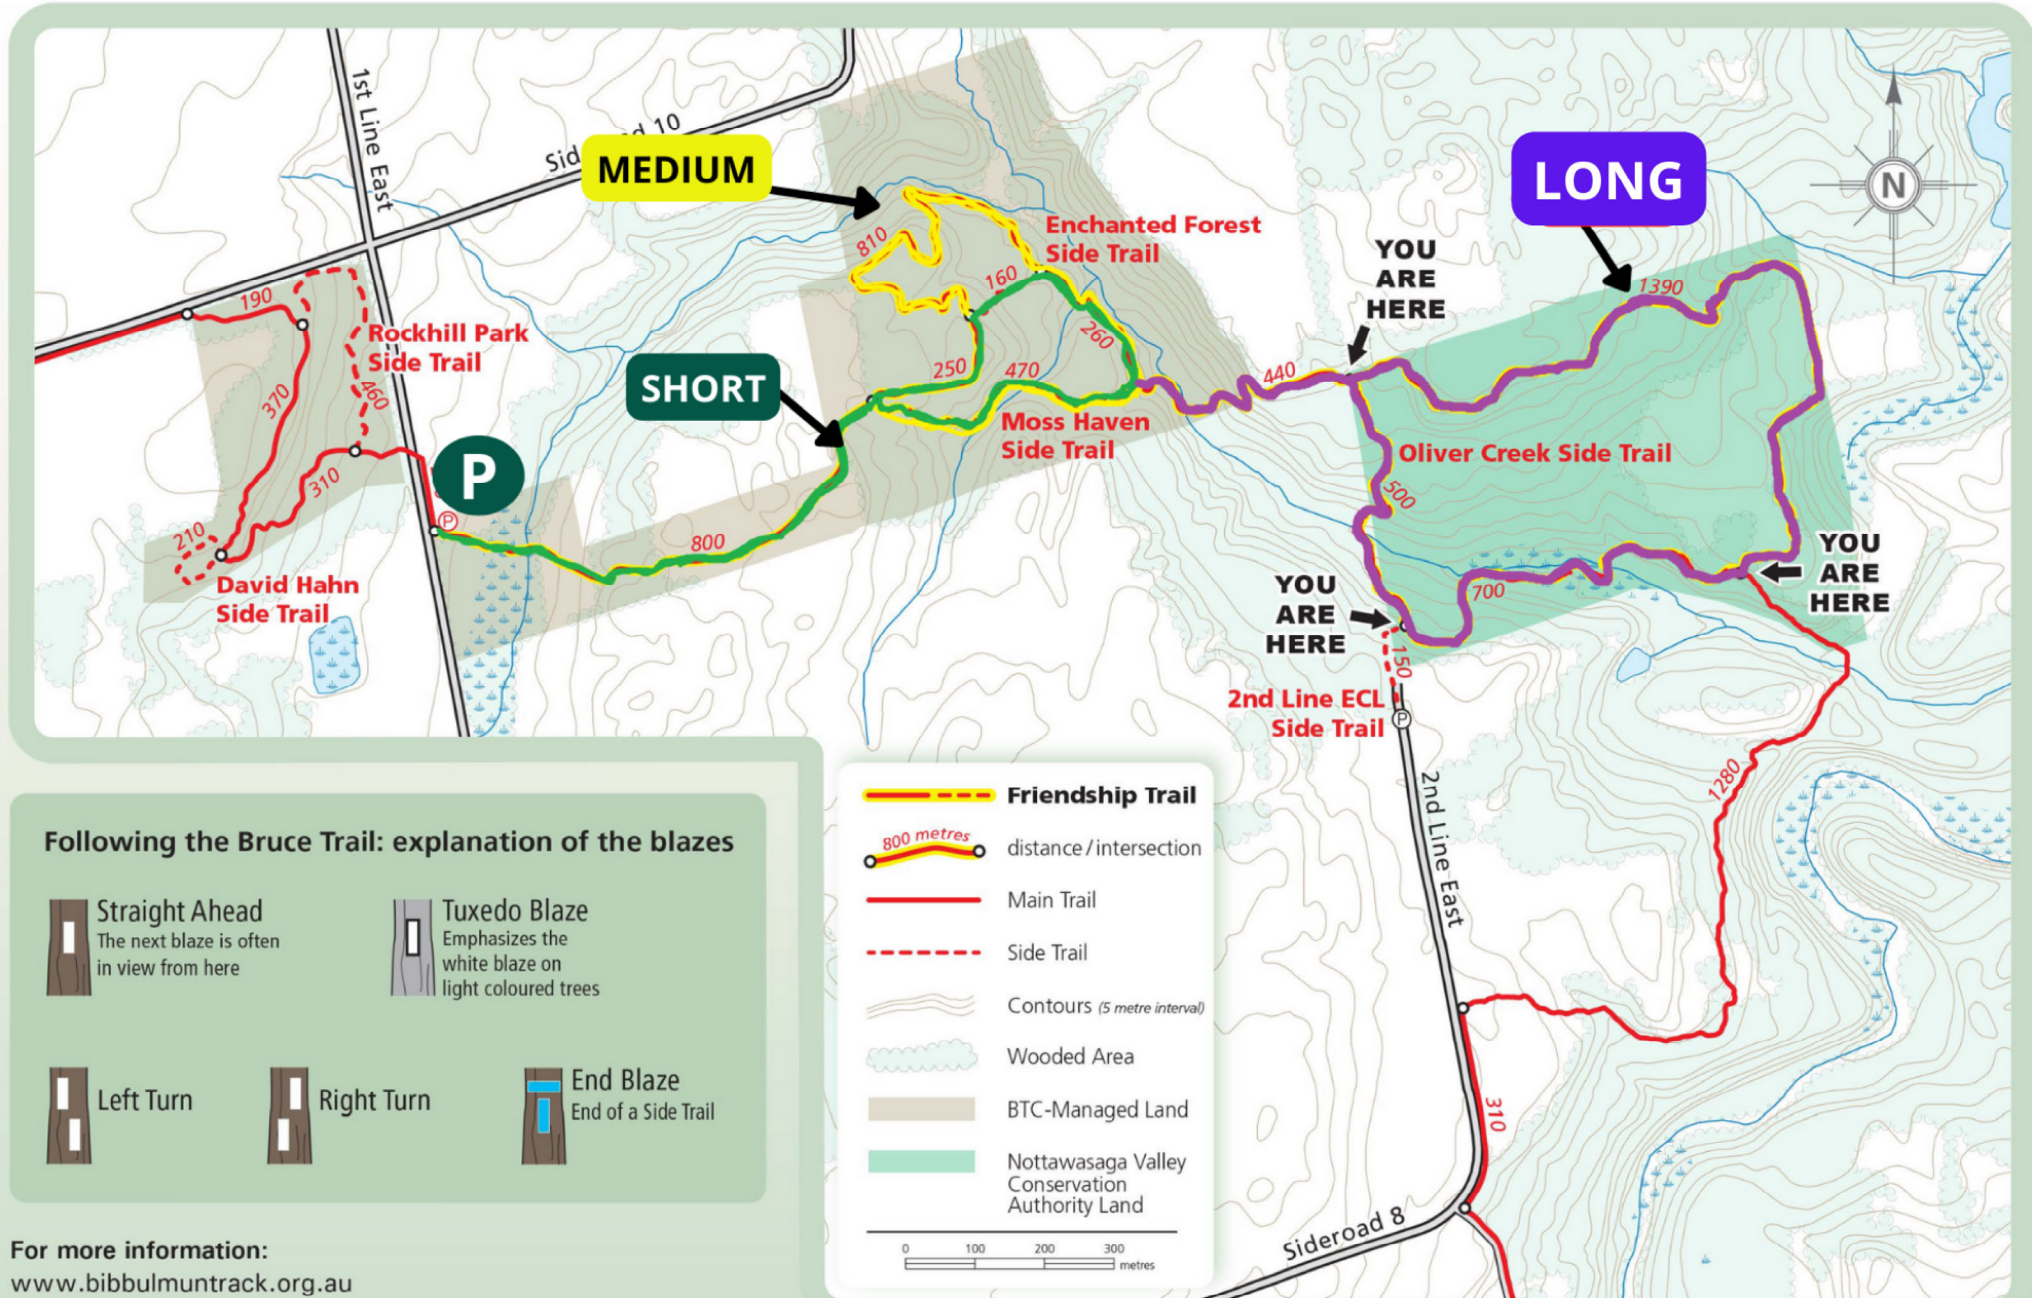 1st Line East
Sid
d 10
MEDIUM
LONG
SHORT
P
P
Enchanted Forest
Side Trail
810
160
260
250
470
Moss Haven
Side Trail
440
YOU
ARE
HERE
1390
N
Oliver Creek Side Trail
500
700
YOU
ARE
HERE
YOU
ARE
HERE
190
Rockhill Park
Side Trail
460
370
310
210
David Hahn
Side Trail
800
150
2nd Line ECL
Side Trail
P
2nd Line East
1280
310
Sideroad 8
Following the Bruce Trail: explanation of the blazes
Straight Ahead
The next blaze is often
in view from here
Tuxedo Blaze
Emphasizes the
white blaze on
light coloured trees
Left Turn
Right Turn
End Blaze
End of a Side Trail
For more information:
www.bibbulmuntrack.org.au
Friendship Trail
800 metres
distance/intersection
Main Trail
Side Trail
Contours (5 metre interval)
Wooded Area
BTC-Managed Land
Nottawasaga Valley
Conservation
Authority Land
0 100 200 300
metres